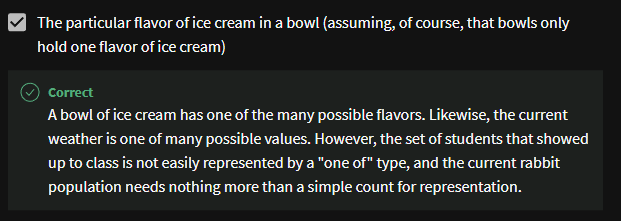 The particular flavor of ice cream in a bowl (assuming, of course, that bowls only
hold one flavor of ice cream)
Correct
A bowl of ice cream has one of the many possible flavors. Likewise, the current
weather is one of many possible values. However, the set of students that showed
up to class is not easily represented by a "one of" type, and the current rabbit
population needs nothing more than a simple count for representation.